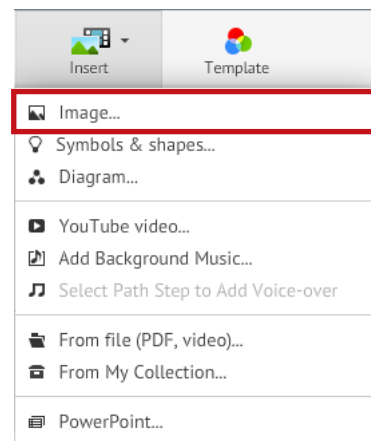 Insert
Template
Image...
Symbols & shapes...
Diagram...
YouTube video...
Add Background Music...
Select Path Step to Add Voice-over
From file (PDF, video)...
From My Collection...
PowerPoint...